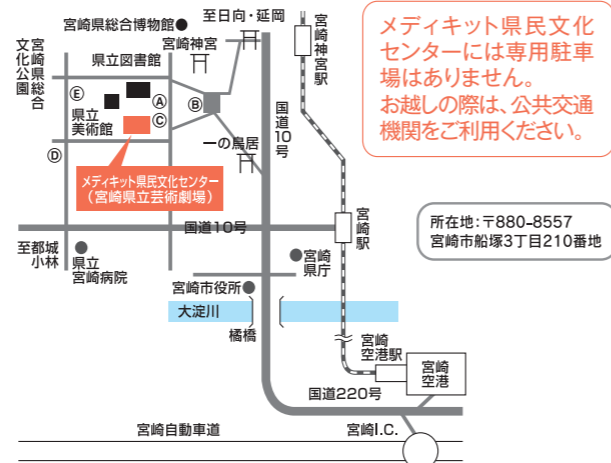 至日向・延岡
宮崎県総合博物館
宮崎神宮
宮崎神宮駅
県立図書館
宮崎県総合文化公園
Ⓔ
Ⓐ
Ⓑ
Ⓒ
県立美術館
Ⓓ
一の鳥居
国道10号
メディキット県民文化センター
（宮崎県立芸術劇場）
国道10号
宮崎駅
至都城
小林
県立
宮崎病院
宮崎県庁
宮崎市役所
大淀川
橘橋
宮崎
空港駅
宮崎
空港
国道220号
宮崎自動車道
宮崎I.C.
メディキット県民文化
センターには専用駐車
場はありません。
お越しの際は、公共交通
機関をご利用ください。
所在地：〒880-8557
宮崎市船塚3丁目210番地